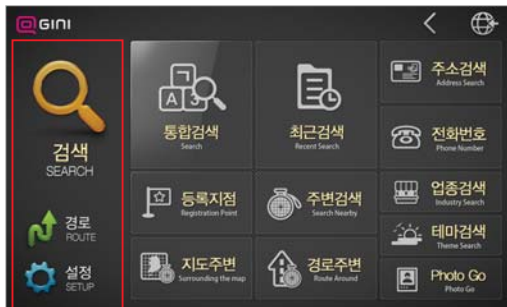 GINI
검색
SEARCH
경로
ROUTE
설정
SETUP
ㄱ
A
3
통합검색
Search
최근검색
Recent Search
주소검색
Address Search
전화번호
Phone Number
등록지점
Registration Point
주변검색
Search Nearby
업종검색
Industry Search
테마검색
Theme Search
지도주변
Surrounding the map
경로주변
Route Around
Photo Go
Photo Go